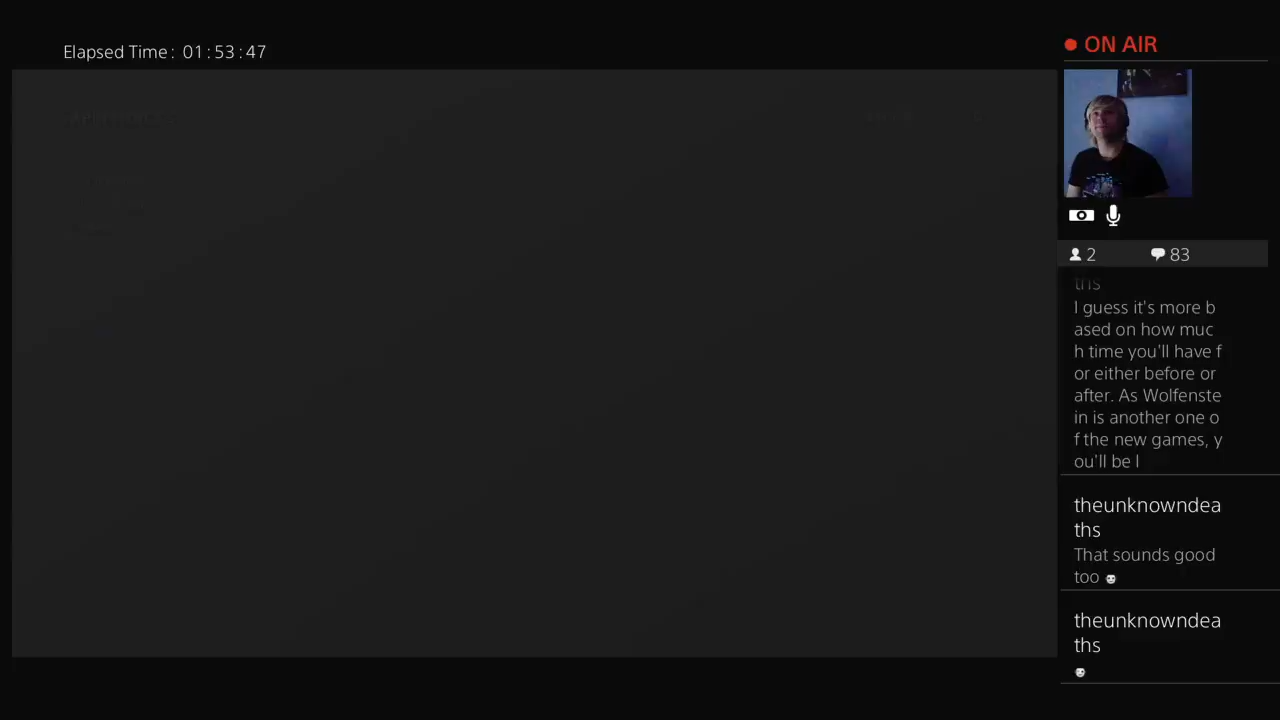 Elapsed Time: 01:53:47
ON AIR
2
83
ths
I guess it's more b
ased on how muc
h time you'll have f
or either before or
after. As Wolfenste
in is another one o
f the new games, y
ou'll be l
theunknowndea
ths
That sounds good
too
theunknowndea
ths